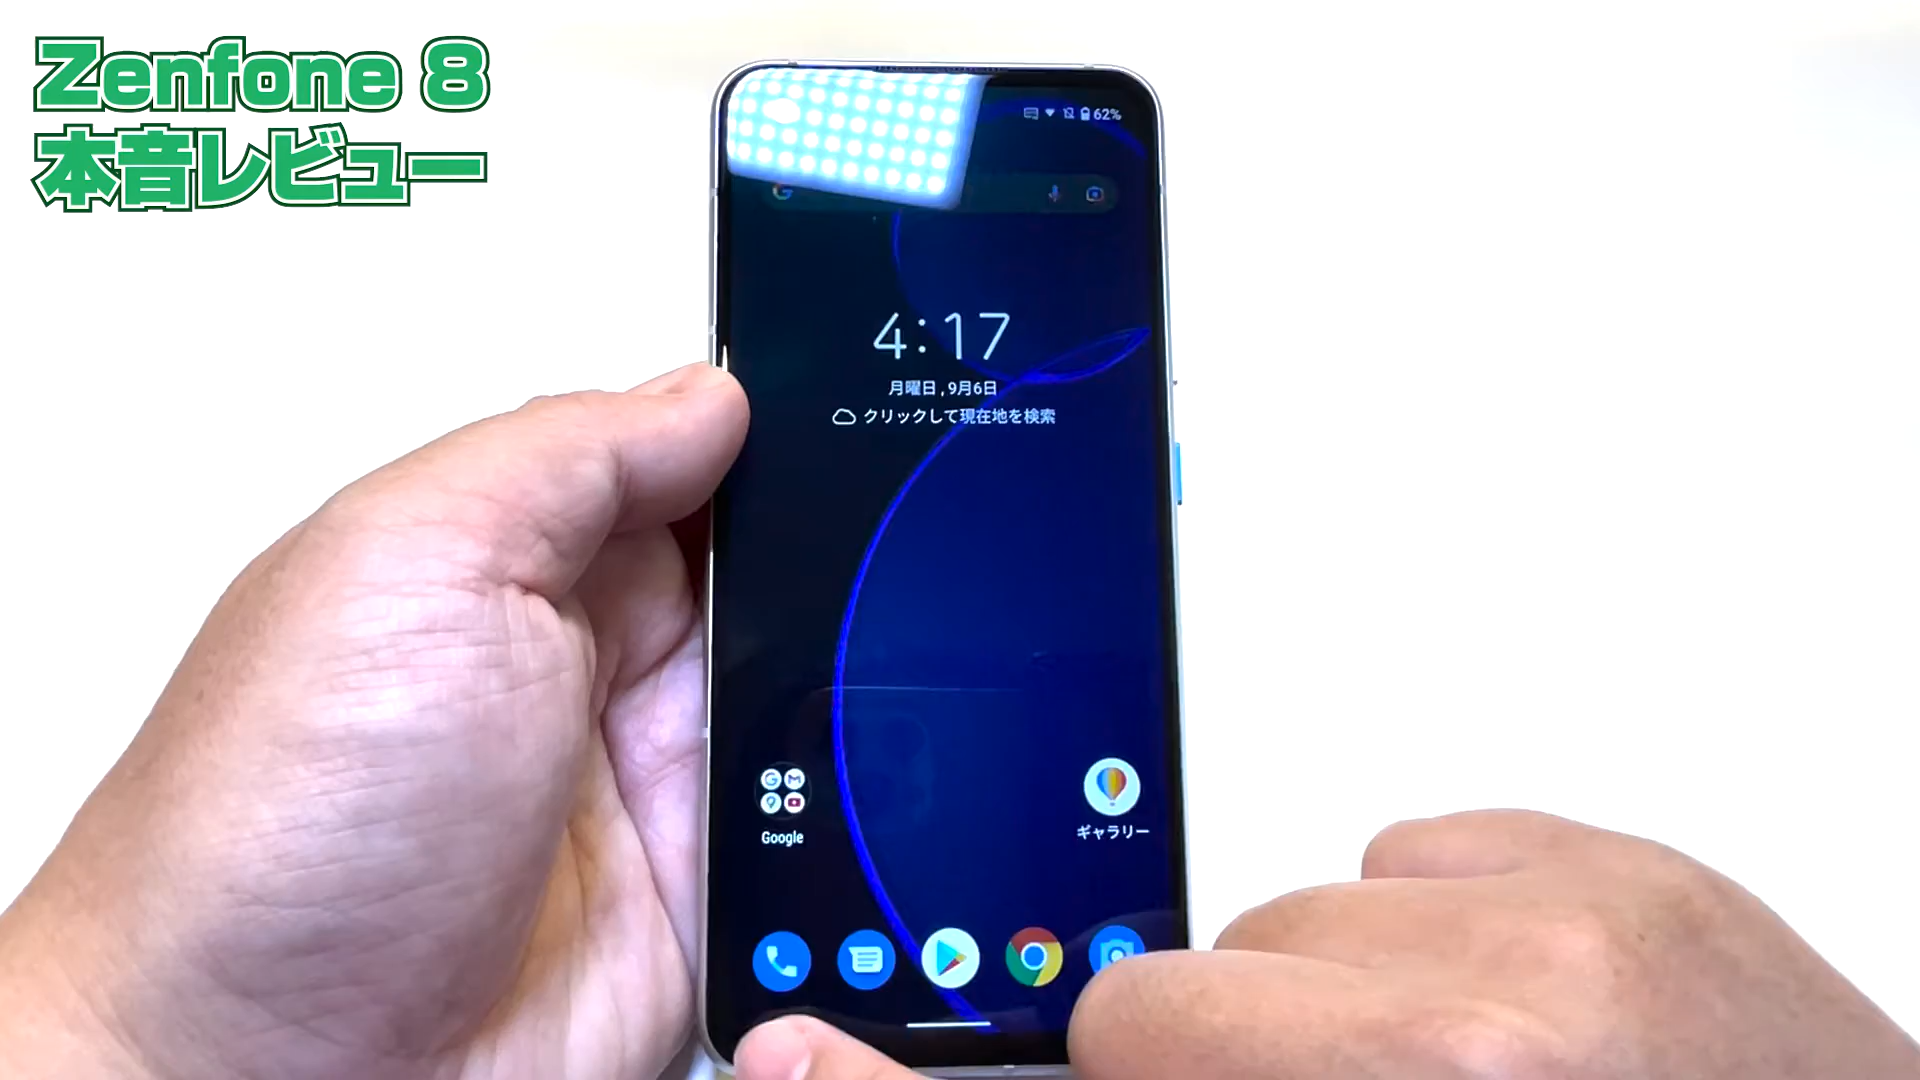 Zenfone 8
本音レビュー
62%
4:17
月曜日, 9月6日
クリックして現在地を検索
Google
ギャラリー